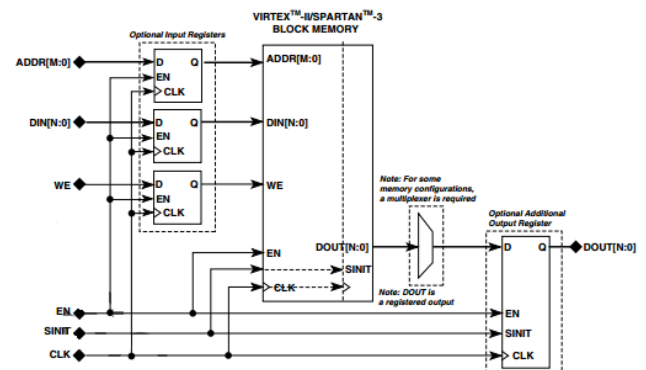 VIRTEX™-II/SPARTAN™-3
BLOCK MEMORY
Optional Input Registers
ADDR[M:0]
D Q
EN
CLK
ADDR[M:0]
DIN[N:0]
D Q
EN
CLK
DIN[N:0]
WE
D Q
EN
CLK
WE
Note: For some
memory configurations,
a multiplexer is required
Optional Additional
Output Register
DOUT[N:0]
D Q
DOUT[N:0]
EN
SINIT
CLK
Note: DOUT is
a registered output
EN
EN
SINIT
SINIT
CLK
CLK